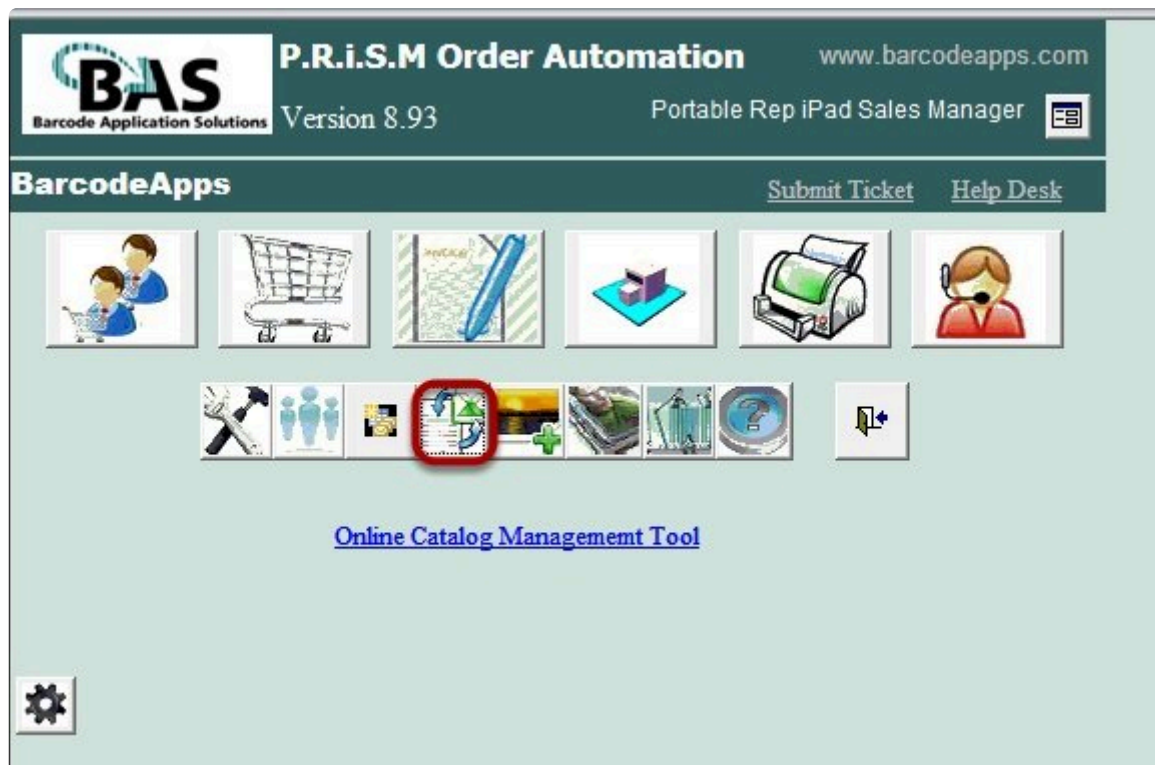 BAS
Barcode Application Solutions
P.R.i.S.M Order Automation
www.barcodeapps.com
Version 8.93
Portable Rep iPad Sales Manager
BarcodeApps
Submit Ticket
Help Desk
INVOICE
?
Online Catalog Managememt Tool